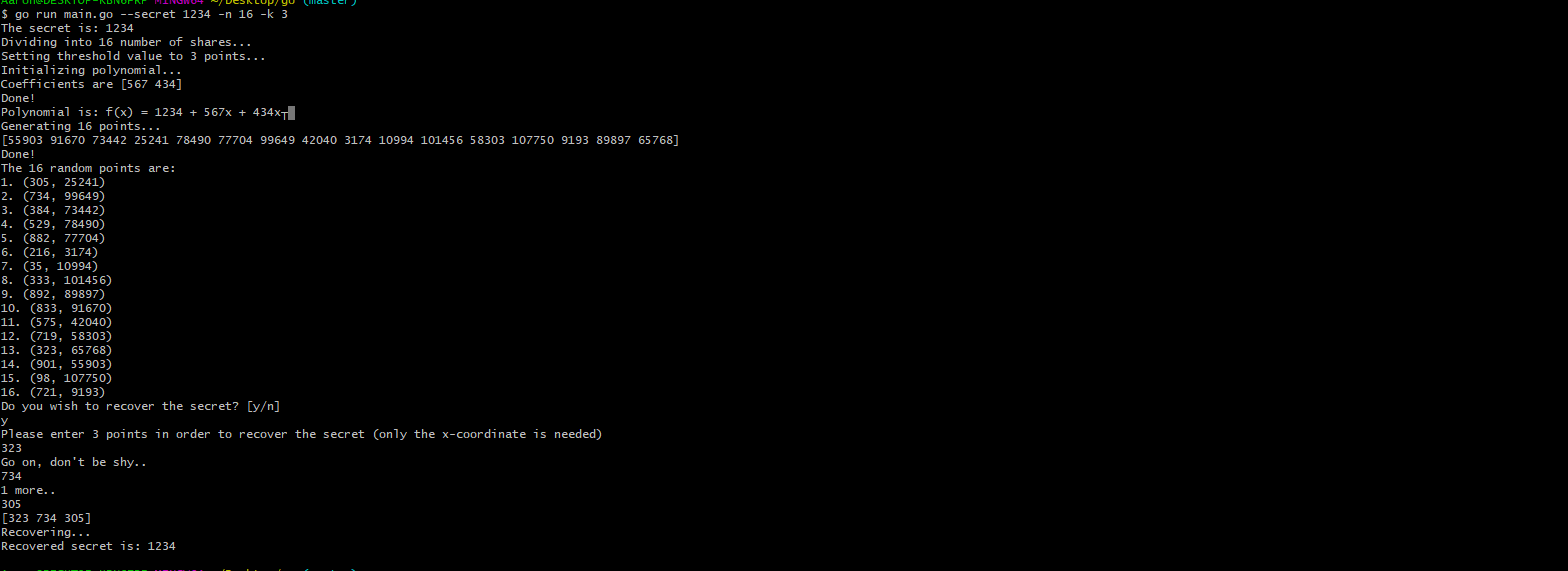 Aaron@DESKTOP-KBN6PRP MINGW64 ~/Desktop/go (master)
$ go run main.go --secret 1234 -n 16 -k 3
The secret is: 1234
Dividing into 16 number of shares...
Setting threshold value to 3 points...
Initializing polynomial...
Coefficients are [567 434]
Done!
Polynomial is: f(x) = 1234 + 567x + 434x┬▓
Generating 16 points...
[55903 91670 73442 25241 78490 77704 99649 42040 3174 10994 101456 58303 107750 9193 89897 65768]
Done!
The 16 random points are:
1. (305, 25241)
2. (734, 99649)
3. (384, 73442)
4. (529, 78490)
5. (882, 77704)
6. (216, 3174)
7. (35, 10994)
8. (333, 101456)
9. (892, 89897)
10. (833, 91670)
11. (575, 42040)
12. (719, 58303)
13. (323, 65768)
14. (901, 55903)
15. (98, 107750)
16. (721, 9193)
Do you wish to recover the secret? [y/n]
y
Please enter 3 points in order to recover the secret (only the x-coordinate is needed)
323
Go on, don't be shy..
734
1 more..
305
[323 734 305]
Recovering...
Recovered secret is: 1234